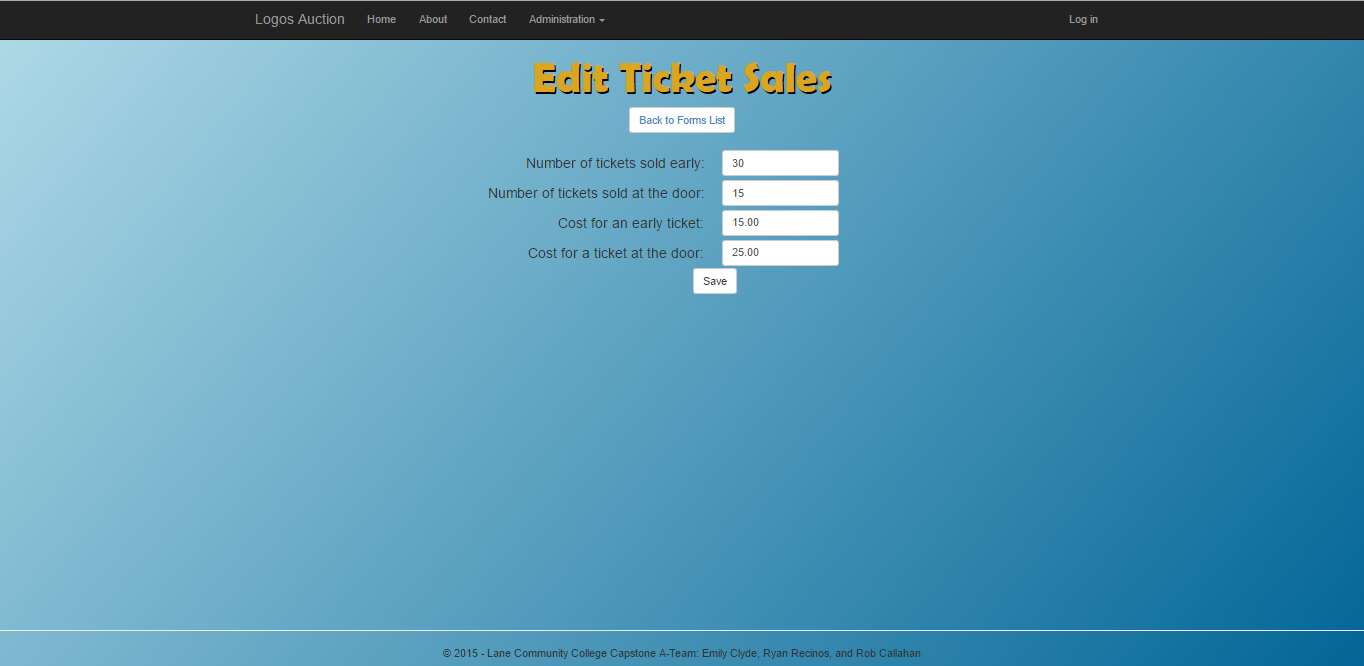 Logos Auction Home About Contact Administration Log in
Edit Ticket Sales
Back to Forms List
Number of tickets sold early: 30
Number of tickets sold at the door: 15
Cost for an early ticket: 15.00
Cost for a ticket at the door: 25.00
Save
© 2015 - Lane Community College Capstone A-Team: Emily Clyde, Ryan Recinos, and Rob Callahan